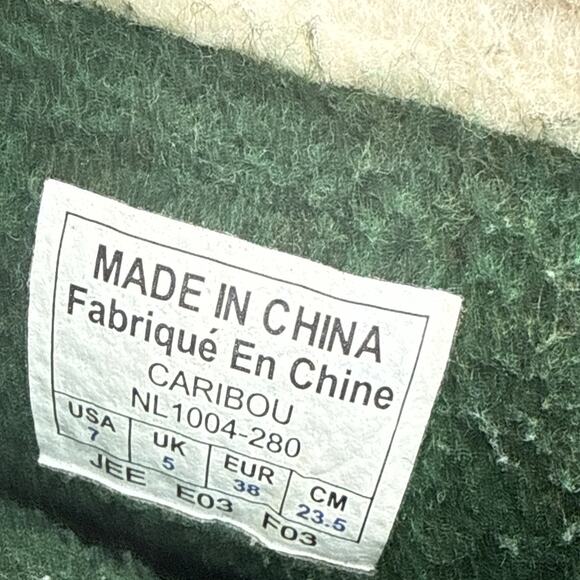 MADE IN CHINA
Fabriqué En Chine
CARIBOU
NL1004-280
USA UK EUR CM
7 5 38 23.5
JEE E03 F03